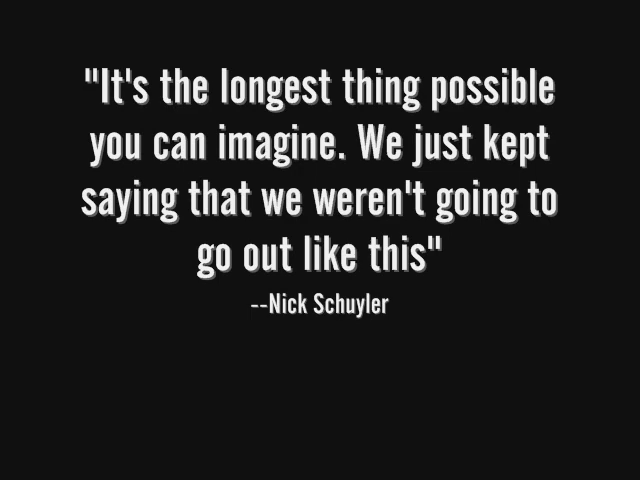 "It's the longest thing possible
you can imagine. We just kept
saying that we weren't going to
go out like this"
--Nick Schuyler